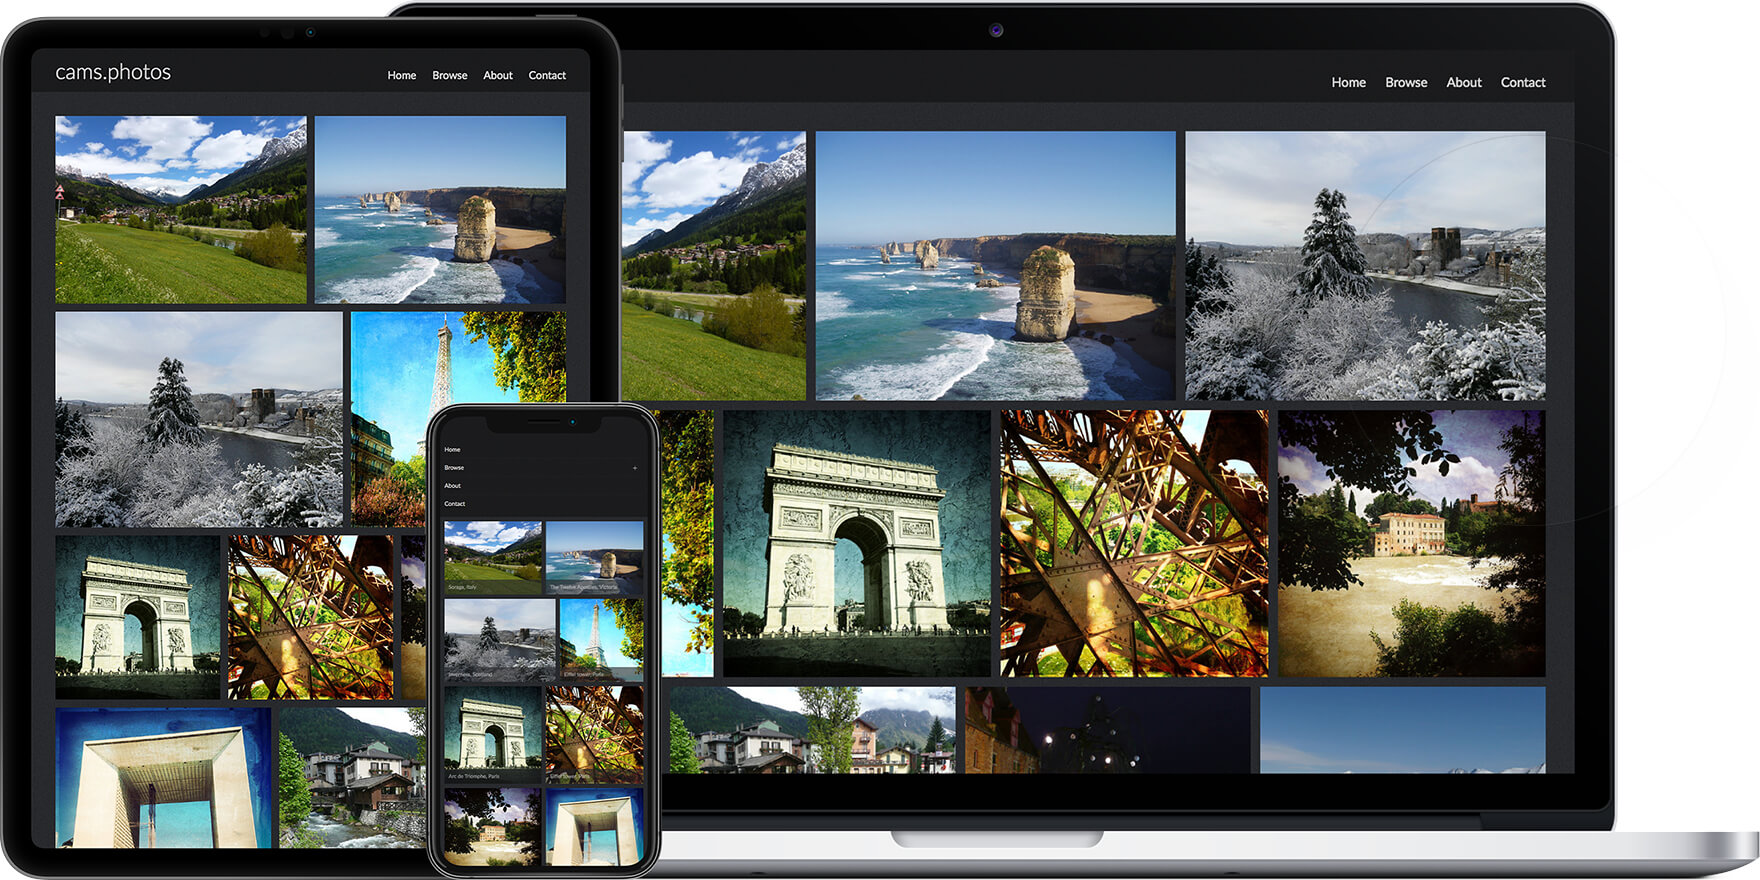 cams.photos
Home Browse About Contact
Home Browse About Contact
Home
Browse +
About
Contact
Soraga, Italy
The Twelve Apostles, Victoria
Inverness, Scotland
Eiffel tower, Paris
Arc de Triomphe, Paris
Eiffel tower, Paris